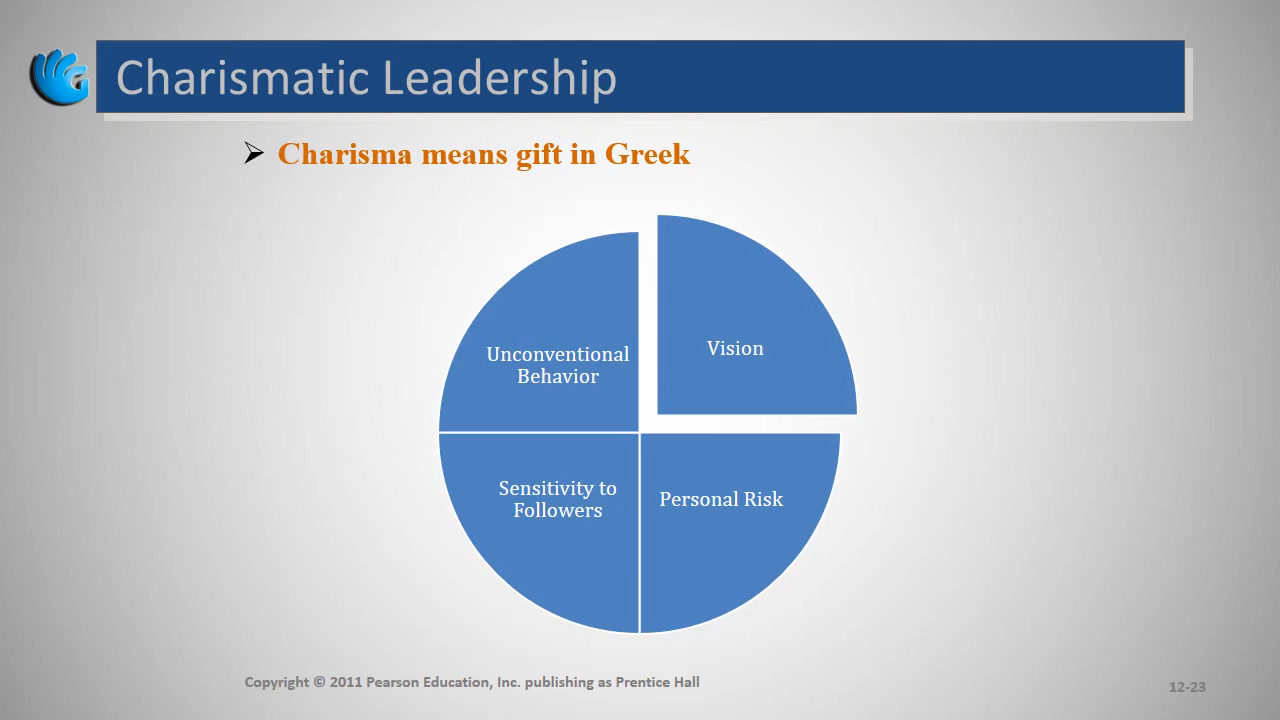 Charismatic Leadership
➢ Charisma means gift in Greek
Unconventional
Behavior
Vision
Sensitivity to
Followers
Personal Risk
Copyright © 2011 Pearson Education, Inc. publishing as Prentice Hall
12-23